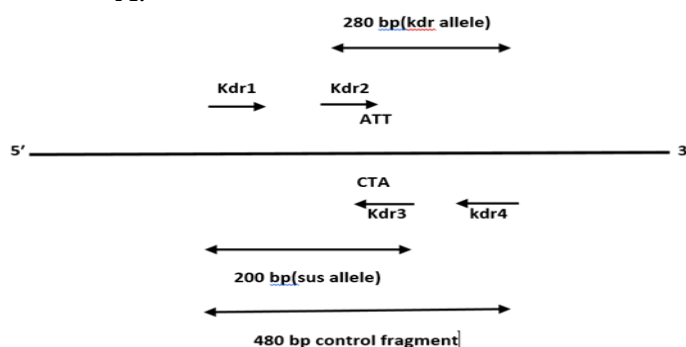 280 bp(kdr allele)
Kdr1 Kdr2
ATT
5′ 3
CTA
Kdr3 kdr4
200 bp(sus allele)
480 bp control fragment